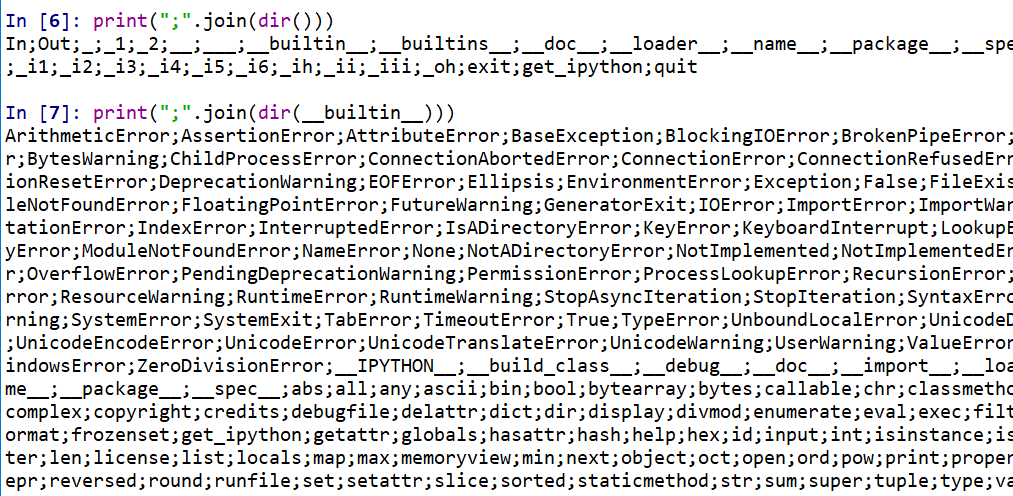 In [6]: print(";".join(dir()))
In;Out;_;_1;_2;__;___;__builtin__;__builtins__;__doc__;__loader__;__name__;__package__;__spe
;_i1;_i2;_i3;_i4;_i5;_i6;_ih;_ii;_iii;_oh;exit;get_ipython;quit
In [7]: print(";".join(dir(__builtin__)))
ArithmeticError;AssertionError;AttributeError;BaseException;BlockingIOError;BrokenPipeError;
r;BytesWarning;ChildProcessError;ConnectionAbortedError;ConnectionError;ConnectionRefusedErr
ionResetError;DeprecationWarning;EOFError;Ellipsis;EnvironmentError;Exception;False;FileExis
leNotFoundError;FloatingPointError;FutureWarning;GeneratorExit;IOError;ImportError;ImportWar
tationError;IndexError;InterruptedError;IsADirectoryError;KeyError;KeyboardInterrupt;LookupE
yError;ModuleNotFoundError;NameError;None;NotADirectoryError;NotImplemented;NotImplementedEr
r;OverflowError;PendingDeprecationWarning;PermissionError;ProcessLookupError;RecursionError;
rror;ResourceWarning;RuntimeError;RuntimeWarning;StopAsyncIteration;StopIteration;SyntaxErro
rning;SystemError;SystemExit;TabError;TimeoutError;True;TypeError;UnboundLocalError;UnicodeD
;UnicodeEncodeError;UnicodeError;UnicodeTranslateError;UnicodeWarning;UserWarning;ValueError
indowsError;ZeroDivisionError;__IPYTHON__;__build_class__;__debug__;__doc__;__import__;__loa
me__;__package__;__spec__;abs;all;any;ascii;bin;bool;bytearray;bytes;callable;chr;classmetho
complex;copyright;credits;debugfile;delattr;dict;dir;display;divmod;enumerate;eval;exec;filt
ormat;frozenset;get_ipython;getattr;globals;hasattr;hash;help;hex;id;input;int;isinstance;is
ter;len;license;list;locals;map;max;memoryview;min;next;object;oct;open;ord;pow;print;proper
epr;reversed;round;runfile;set;setattr;slice;sorted;staticmethod;str;sum;super;tuple;type;va